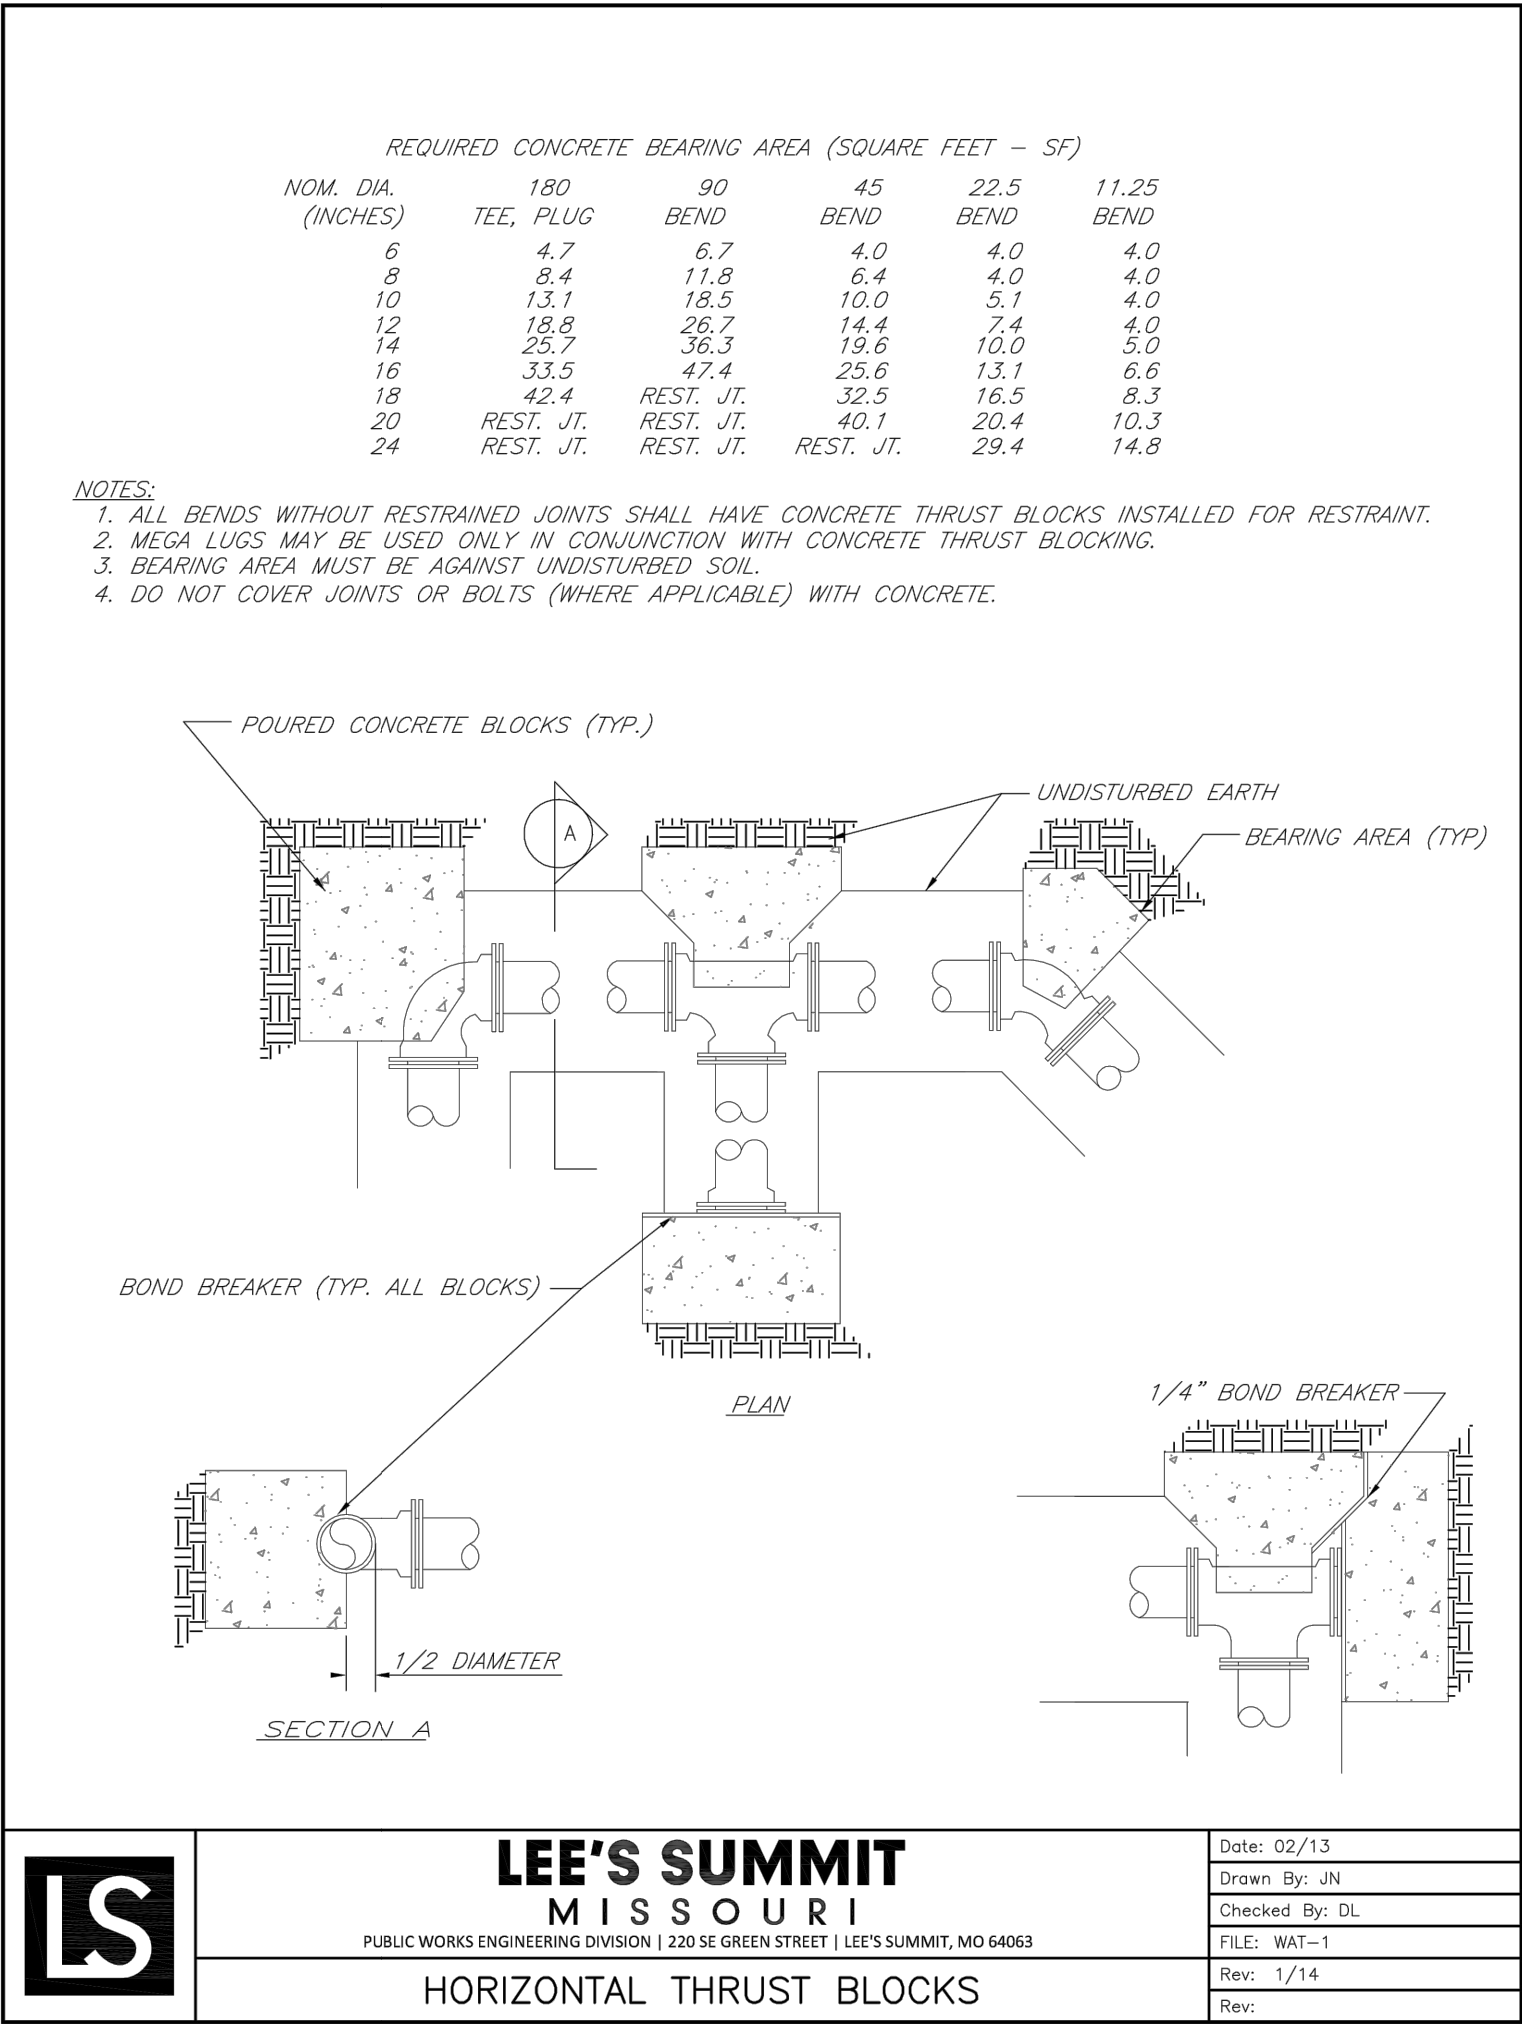 REQUIRED CONCRETE BEARING AREA (SQUARE FEET – SF)
NOM. DIA. 180 90 45 22.5 11.25
(INCHES) TEE, PLUG BEND BEND BEND BEND
6 4.7 6.7 4.0 4.0 4.0
8 8.4 11.8 6.4 4.0 4.0
10 13.1 18.5 10.0 5.1 4.0
12 18.8 26.7 14.4 7.4 4.0
14 25.7 36.3 19.6 10.0 5.0
16 33.5 47.4 25.6 13.1 6.6
18 42.4 REST. JT. 32.5 16.5 8.3
20 REST. JT. REST. JT. 40.1 20.4 10.3
24 REST. JT. REST. JT. REST. JT. 29.4 14.8
NOTES:
1. ALL BENDS WITHOUT RESTRAINED JOINTS SHALL HAVE CONCRETE THRUST BLOCKS INSTALLED FOR RESTRAINT.
2. MEGA LUGS MAY BE USED ONLY IN CONJUNCTION WITH CONCRETE THRUST BLOCKING.
3. BEARING AREA MUST BE AGAINST UNDISTURBED SOIL.
4. DO NOT COVER JOINTS OR BOLTS (WHERE APPLICABLE) WITH CONCRETE.
POURED CONCRETE BLOCKS (TYP.)
UNDISTURBED EARTH
A
BEARING AREA (TYP)
BOND BREAKER (TYP. ALL BLOCKS)
PLAN
1/4" BOND BREAKER
1/2 DIAMETER
SECTION A
LS
LEE'S SUMMIT
MISSOURI
PUBLIC WORKS ENGINEERING DIVISION | 220 SE GREEN STREET | LEE'S SUMMIT, MO 64063
HORIZONTAL THRUST BLOCKS
Date: 02/13
Drawn By: JN
Checked By: DL
FILE: WAT–1
Rev: 1/14
Rev: